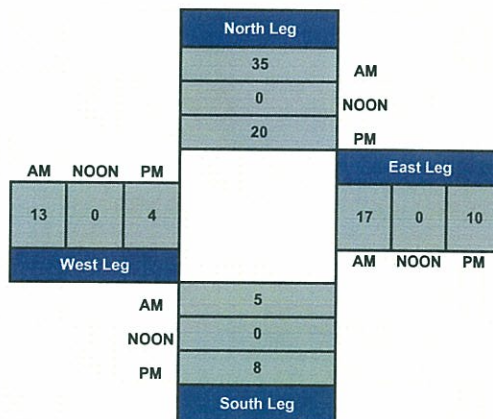 North Leg
35 AM
0 NOON
20 PM
AM NOON PM
13 0 4
West Leg
East Leg
17 0 10
AM NOON PM
AM 5
NOON 0
PM 8
South Leg